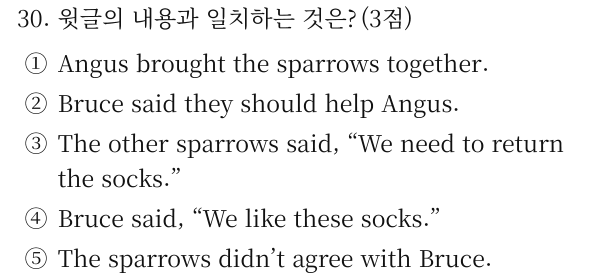 30. 윗글의 내용과 일치하는 것은? (3점)
① Angus brought the sparrows together.
② Bruce said they should help Angus.
③ The other sparrows said, “We need to return
the socks.”
④ Bruce said, “We like these socks.”
⑤ The sparrows didn’t agree with Bruce.